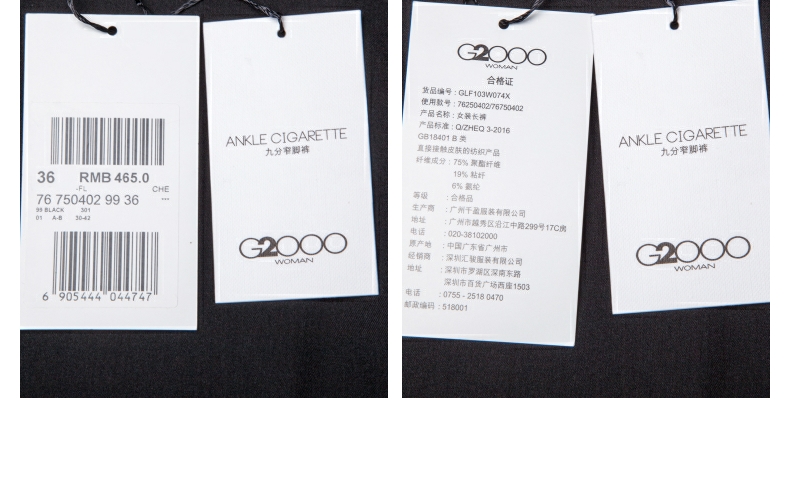 36 RMB 465.0
-FL CHE
76 750402 99 36 ---
99 BLACK 301
01 A-B 30-42
6 905444 044747
ANKLE CIGARETTE
九分窄脚裤
G2000
WOMAN
G2000
WOMAN
合格证
货品编号：GLF103W074X
使用款号：76250402/76750402
产品名称：女装长裤
产品标准：Q/ZHEQ 3-2016
GB18401 B 类
直接接触皮肤的纺织产品
纤维成分：75% 聚酯纤维
19% 粘纤
6% 氨纶
等级 ：合格品
生产商 ：广州千盈服装有限公司
地址 ：广州市越秀区沿江中路299号17C房
电话 ：020-38102000
原产地 ：中国广东省广州市
经销商 ：深圳汇骏服装有限公司
地址 ：深圳市罗湖区深南东路
深圳市百货广场西座1503
电话 ：0755 - 2518 0470
邮政编码：518001
ANKLE CIGARETTE
九分窄脚裤
G2000
WOMAN